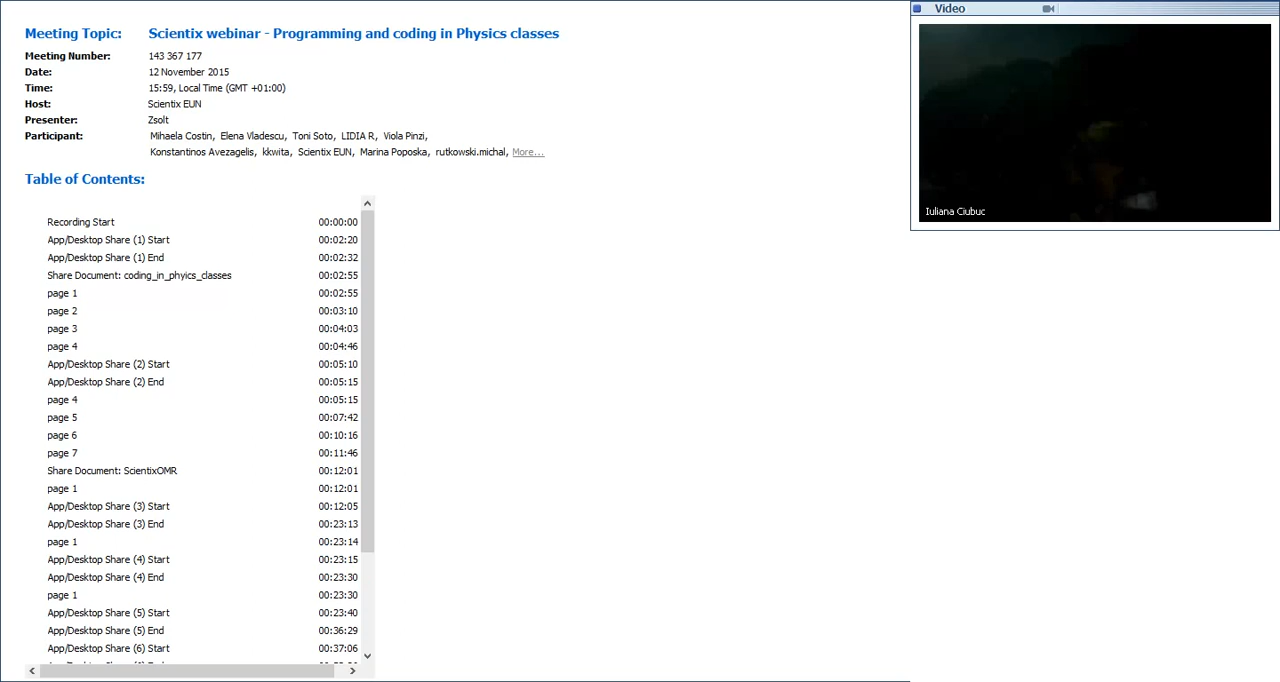 Meeting Topic: Scientix webinar - Programming and coding in Physics classes
Meeting Number: 143 367 177
Date: 12 November 2015
Time: 15:59, Local Time (GMT +01:00)
Host: Scientix EUN
Presenter: Zsolt
Participant: Mihaela Costin, Elena Vladescu, Toni Soto, LIDIA R, Viola Pinzi,
Konstantinos Avezagelis, kkwita, Scientix EUN, Marina Poposka, rutkowski.michal, More...
Table of Contents:
Recording Start 00:00:00
App/Desktop Share (1) Start 00:02:20
App/Desktop Share (1) End 00:02:32
Share Document: coding_in_phyics_classes 00:02:55
page 1 00:02:55
page 2 00:03:10
page 3 00:04:03
page 4 00:04:46
App/Desktop Share (2) Start 00:05:10
App/Desktop Share (2) End 00:05:15
page 4 00:05:15
page 5 00:07:42
page 6 00:10:16
page 7 00:11:46
Share Document: ScientixOMR 00:12:01
page 1 00:12:01
App/Desktop Share (3) Start 00:12:05
App/Desktop Share (3) End 00:23:13
page 1 00:23:14
App/Desktop Share (4) Start 00:23:15
App/Desktop Share (4) End 00:23:30
page 1 00:23:30
App/Desktop Share (5) Start 00:23:40
App/Desktop Share (5) End 00:36:29
App/Desktop Share (6) Start 00:37:06
Video
Iuliana Ciubuc